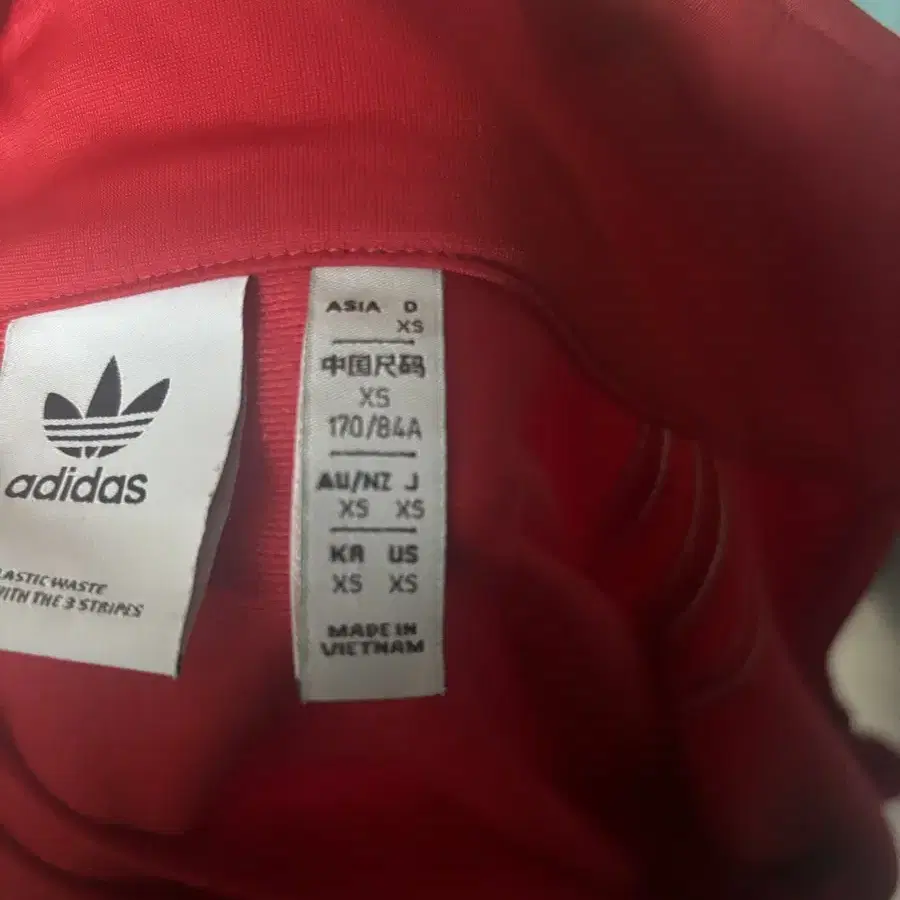 adidas
LASTIC WASTE
WITH THE 3 STRIPES
ASIA D
XS
中国尺码
XS
170/84A
AU/NZ J
XS XS
KR US
XS XS
MADE IN
VIETNAM